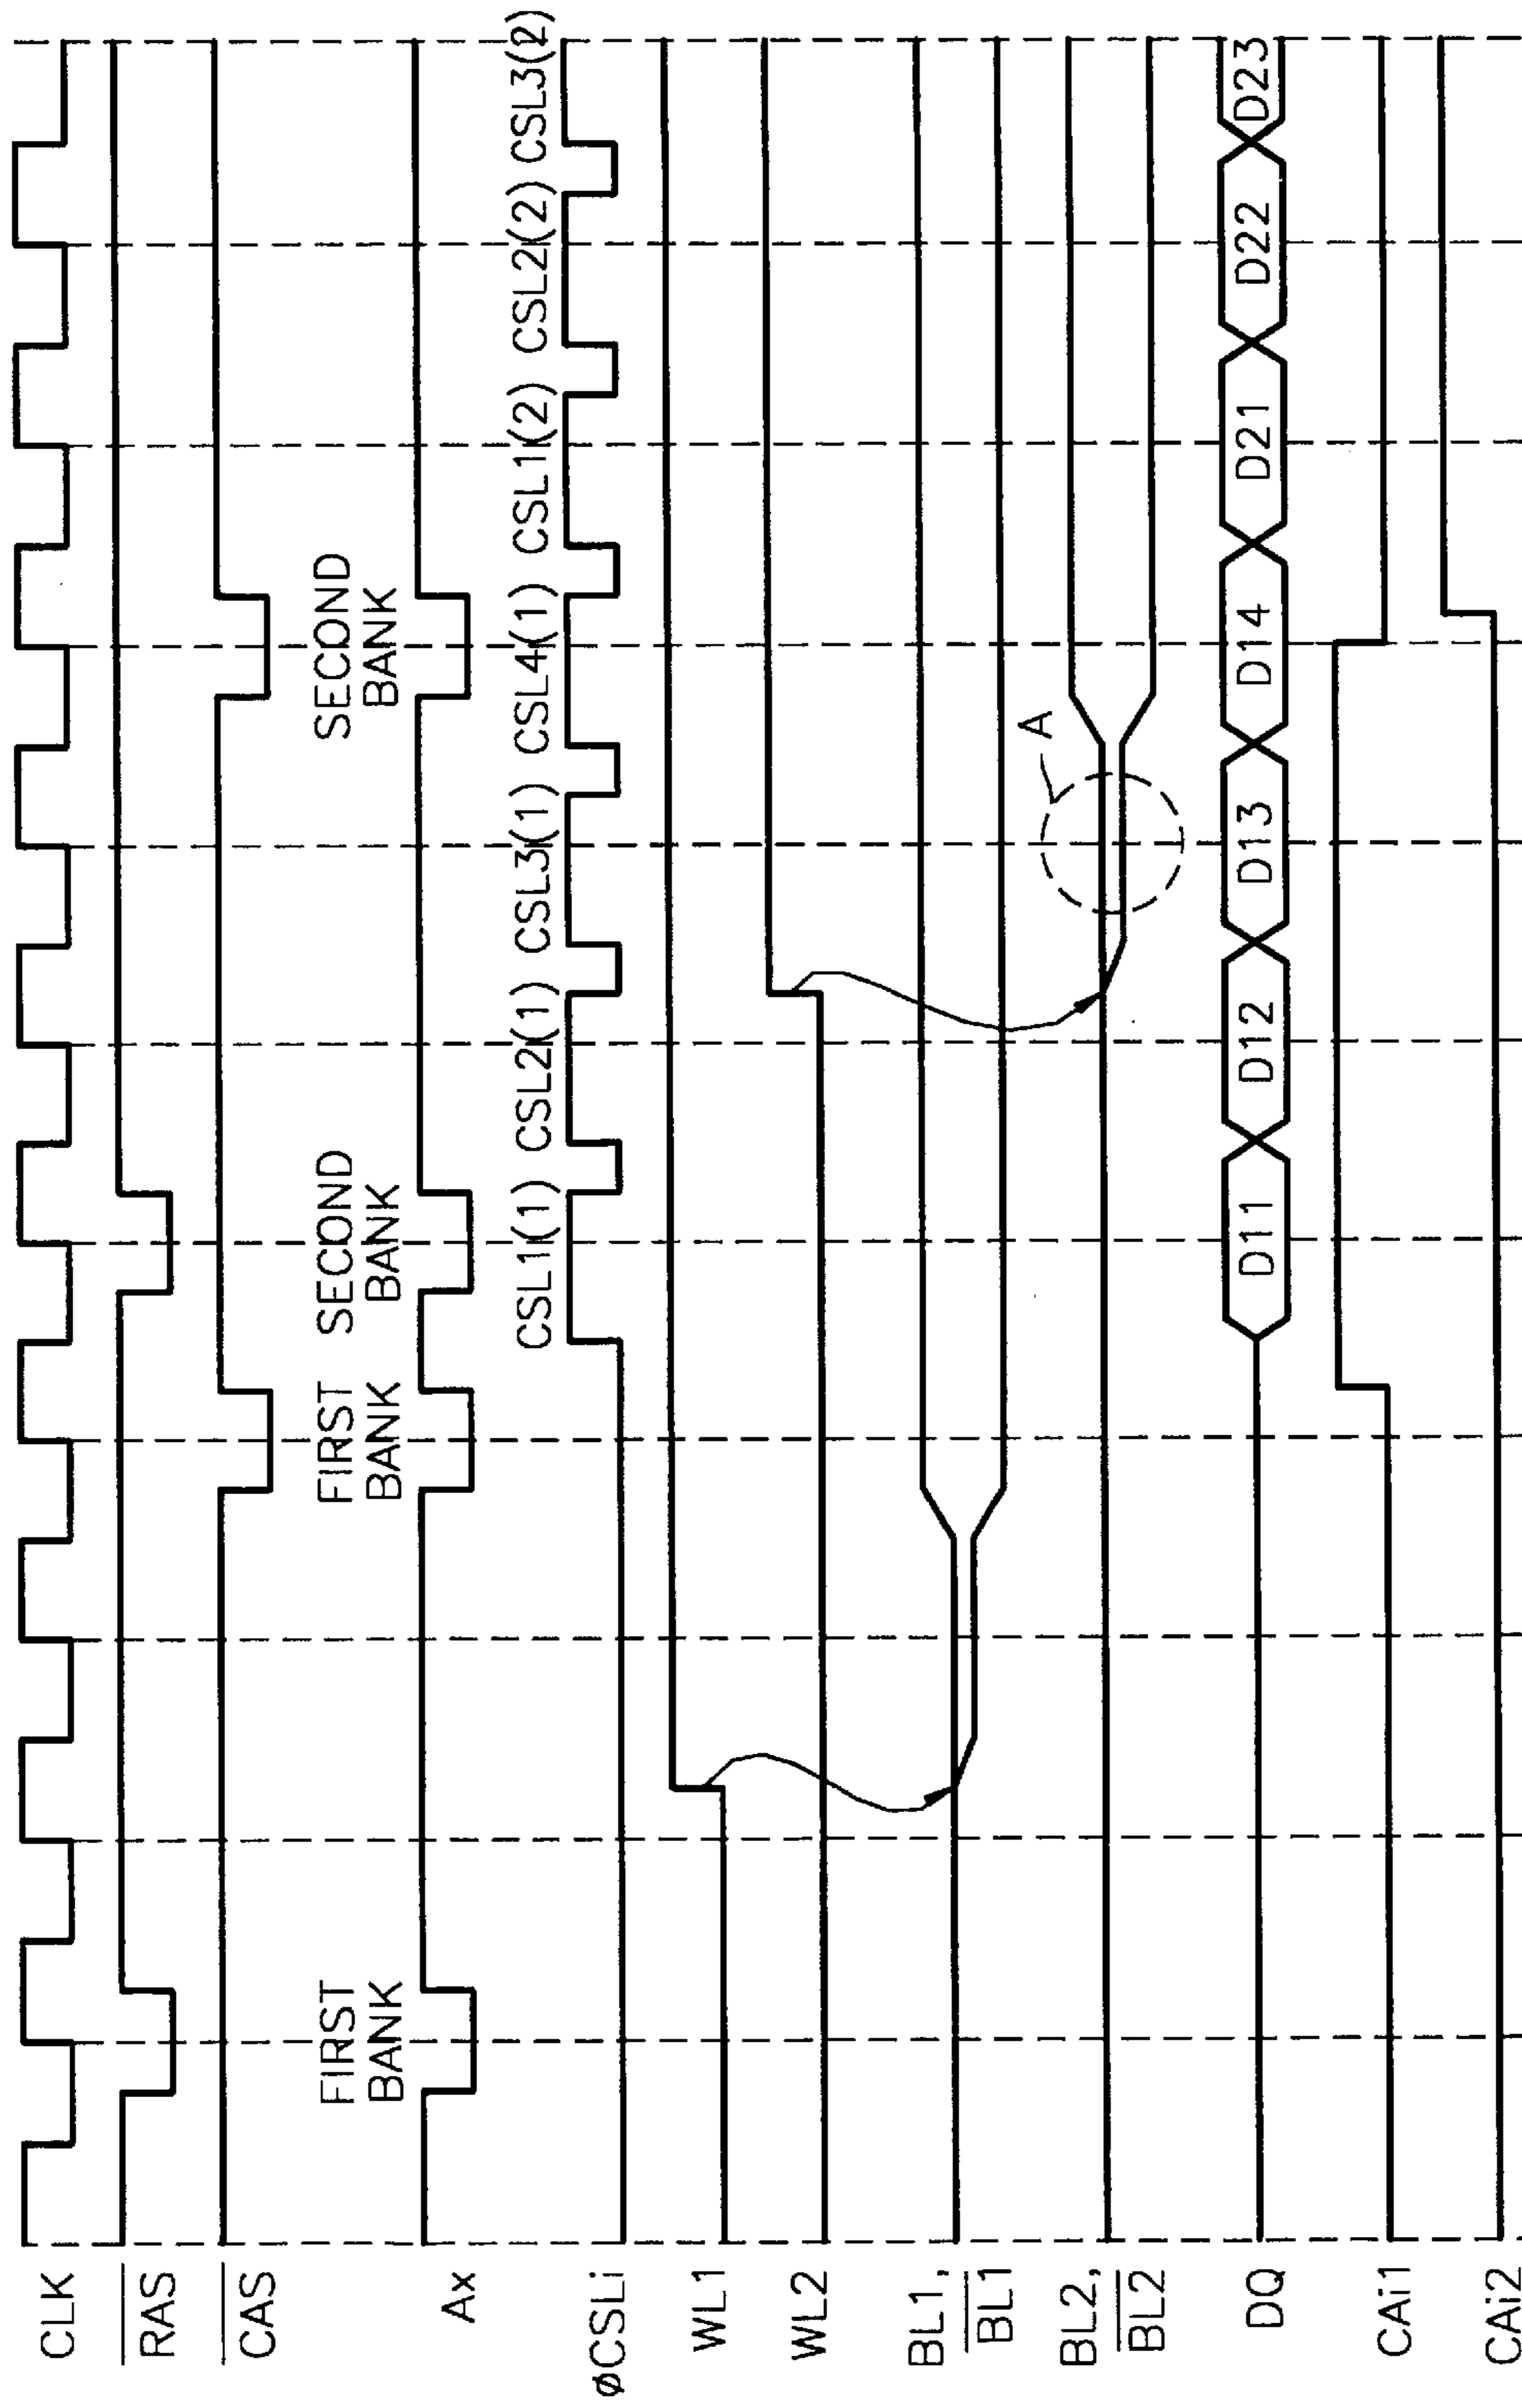 CLK
RAS
CAS
FIRST
BANK
FIRST
BANK
SECOND
BANK
SECOND
BANK
Ax
CSL1(1) CSL2(1) CSL3(1) CSL4(1) CSL1(2) CSL2(2) CSL3(2)
øCSLi
WL1
WL2
BL1,
BL1
A
BL2,
BL2
DQ D11 D12 D13 D14 D21 D22 D23
CAi1
CAi2